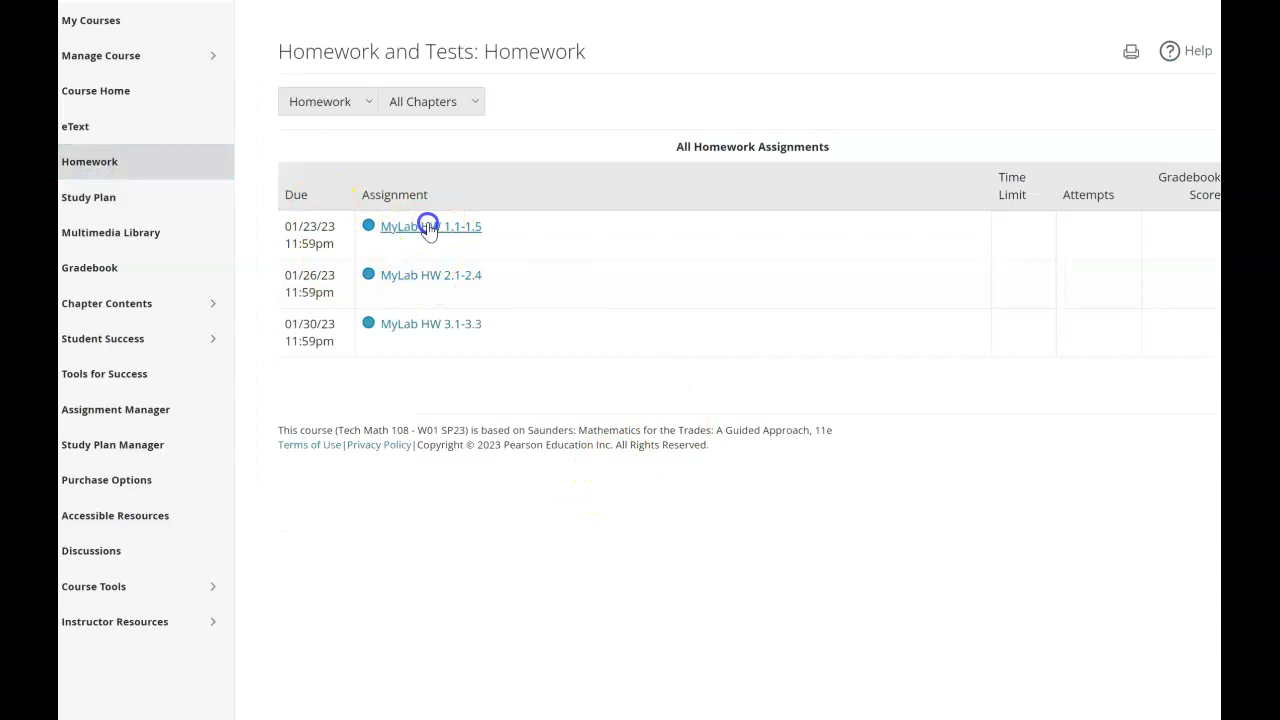 My Courses
Manage Course
Course Home
eText
Homework
Study Plan
Multimedia Library
Gradebook
Chapter Contents
Student Success
Tools for Success
Assignment Manager
Study Plan Manager
Purchase Options
Accessible Resources
Discussions
Course Tools
Instructor Resources
Homework and Tests: Homework
Help
Homework
All Chapters
All Homework Assignments
Due
Assignment
Time
Limit
Attempts
Gradebook
Score
01/23/23
11:59pm
MyLab HW 1.1-1.5
01/26/23
11:59pm
MyLab HW 2.1-2.4
01/30/23
11:59pm
MyLab HW 3.1-3.3
This course (Tech Math 108 - W01 SP23) is based on Saunders: Mathematics for the Trades: A Guided Approach, 11e
Terms of Use|Privacy Policy|Copyright © 2023 Pearson Education Inc. All Rights Reserved.